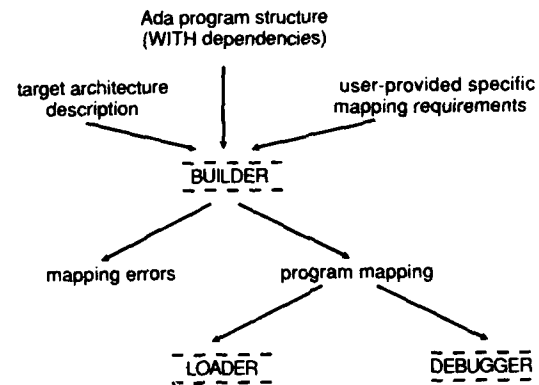 Ada program structure
(WITH dependencies)
target architecture
description
user-provided specific
mapping requirements
BUILDER
mapping errors
program mapping
LOADER
DEBUGGER